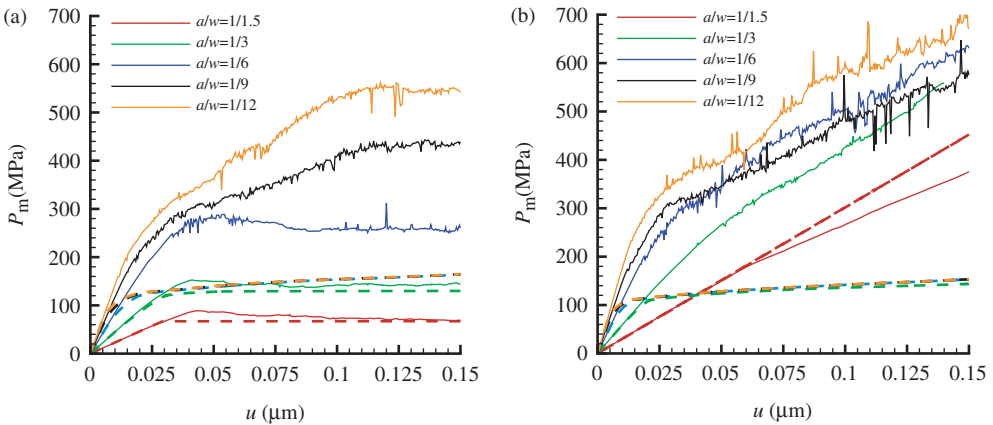 (a)
a/w=1/1.5
a/w=1/3
a/w=1/6
a/w=1/9
a/w=1/12
700
600
500
400
300
200
100
0
Pm(MPa)
0 0.025 0.05 0.075 0.1 0.125 0.15
u (μm)
(b)
a/w=1/1.5
a/w=1/3
a/w=1/6
a/w=1/9
a/w=1/12
700
600
500
400
300
200
100
0
Pm(MPa)
0 0.025 0.05 0.075 0.1 0.125 0.15
u (μm)